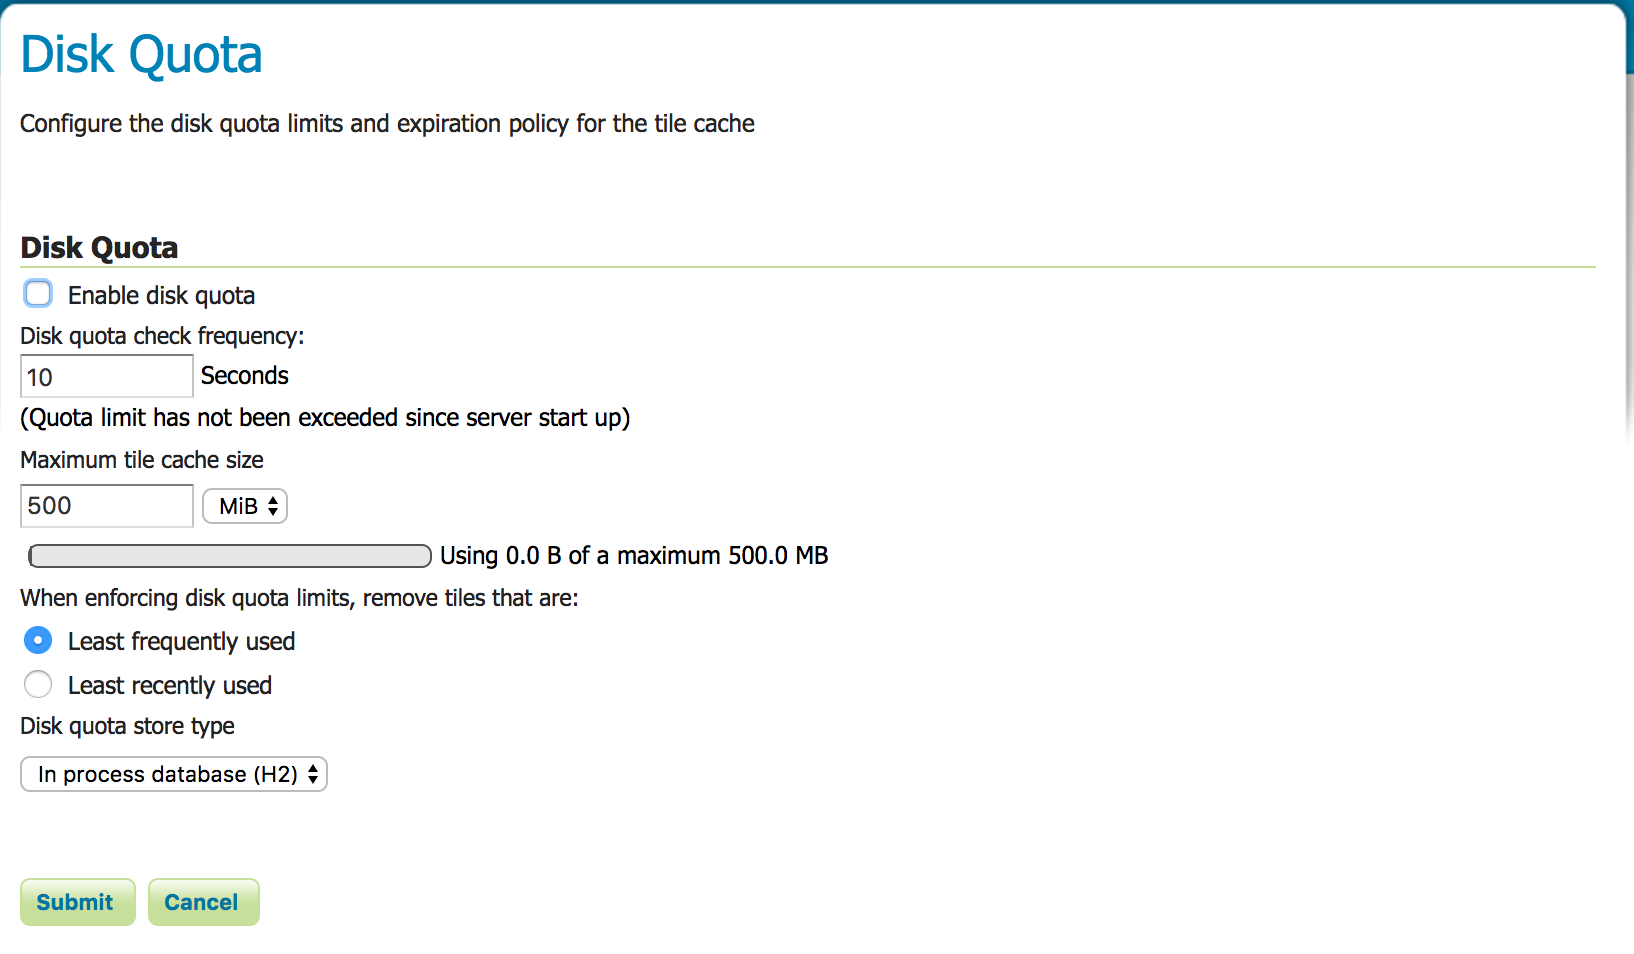 Disk Quota
Configure the disk quota limits and expiration policy for the tile cache
Disk Quota
Enable disk quota
Disk quota check frequency:
10 Seconds
(Quota limit has not been exceeded since server start up)
Maximum tile cache size
500 MiB
Using 0.0 B of a maximum 500.0 MB
When enforcing disk quota limits, remove tiles that are:
Least frequently used
Least recently used
Disk quota store type
In process database (H2)
Submit Cancel